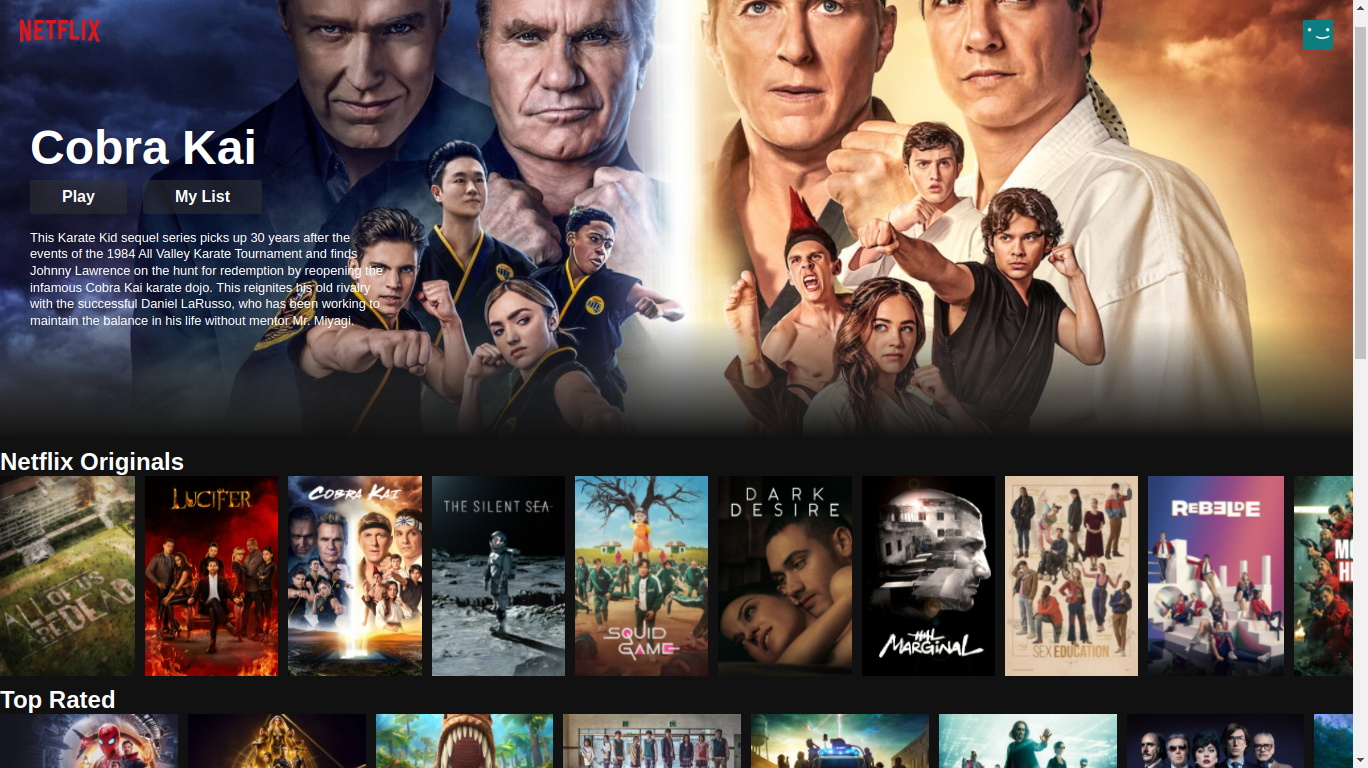 NETFLIX
Cobra Kai
Play
My List
This Karate Kid sequel series picks up 30 years after the
events of the 1984 All Valley Karate Tournament and finds
Johnny Lawrence on the hunt for redemption by reopening the
infamous Cobra Kai karate dojo. This reignites his old rivalry
with the successful Daniel LaRusso, who has been working to
maintain the balance in his life without mentor Mr. Miyagi.
Netflix Originals
ALL OF US
ARE DEAD
LUCIFER
COBRA KAI
THE SILENT SEA
SQUID
GAME
DARK
DESIRE
MARGINAL
SEX EDUCATION
REBELDE
Top Rated